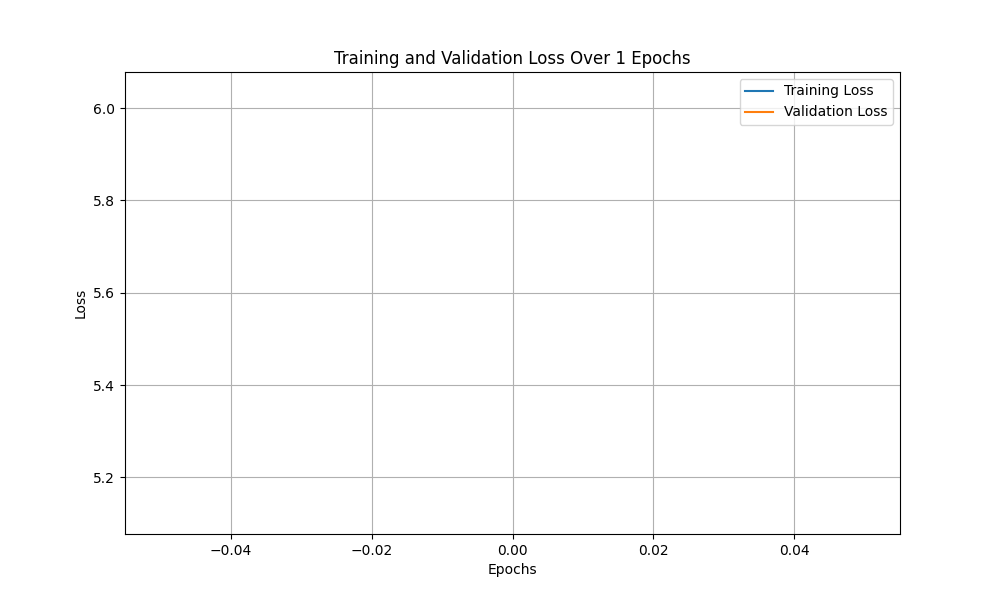 Training and Validation Loss Over 1 Epochs
Training Loss
Validation Loss
6.0
5.8
5.6
5.4
5.2
Loss
−0.04
−0.02
0.00
0.02
0.04
Epochs